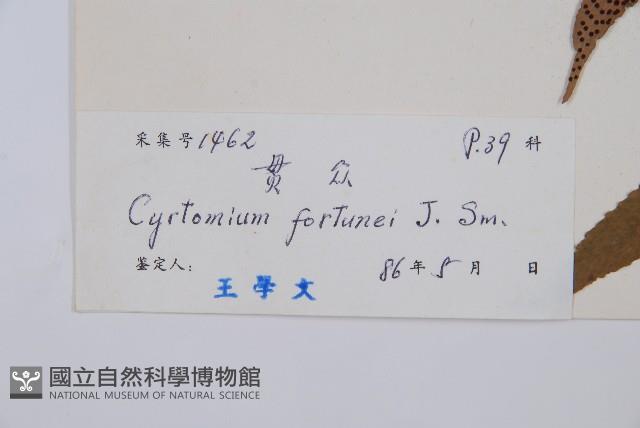 采集号 1462 P.39 科
贯 众
Cyrtomium fortunei J. Sm.
鉴定人: 86 年 5 月 日
王學文
國立自然科學博物館
NATIONAL MUSEUM OF NATURAL SCIENCE